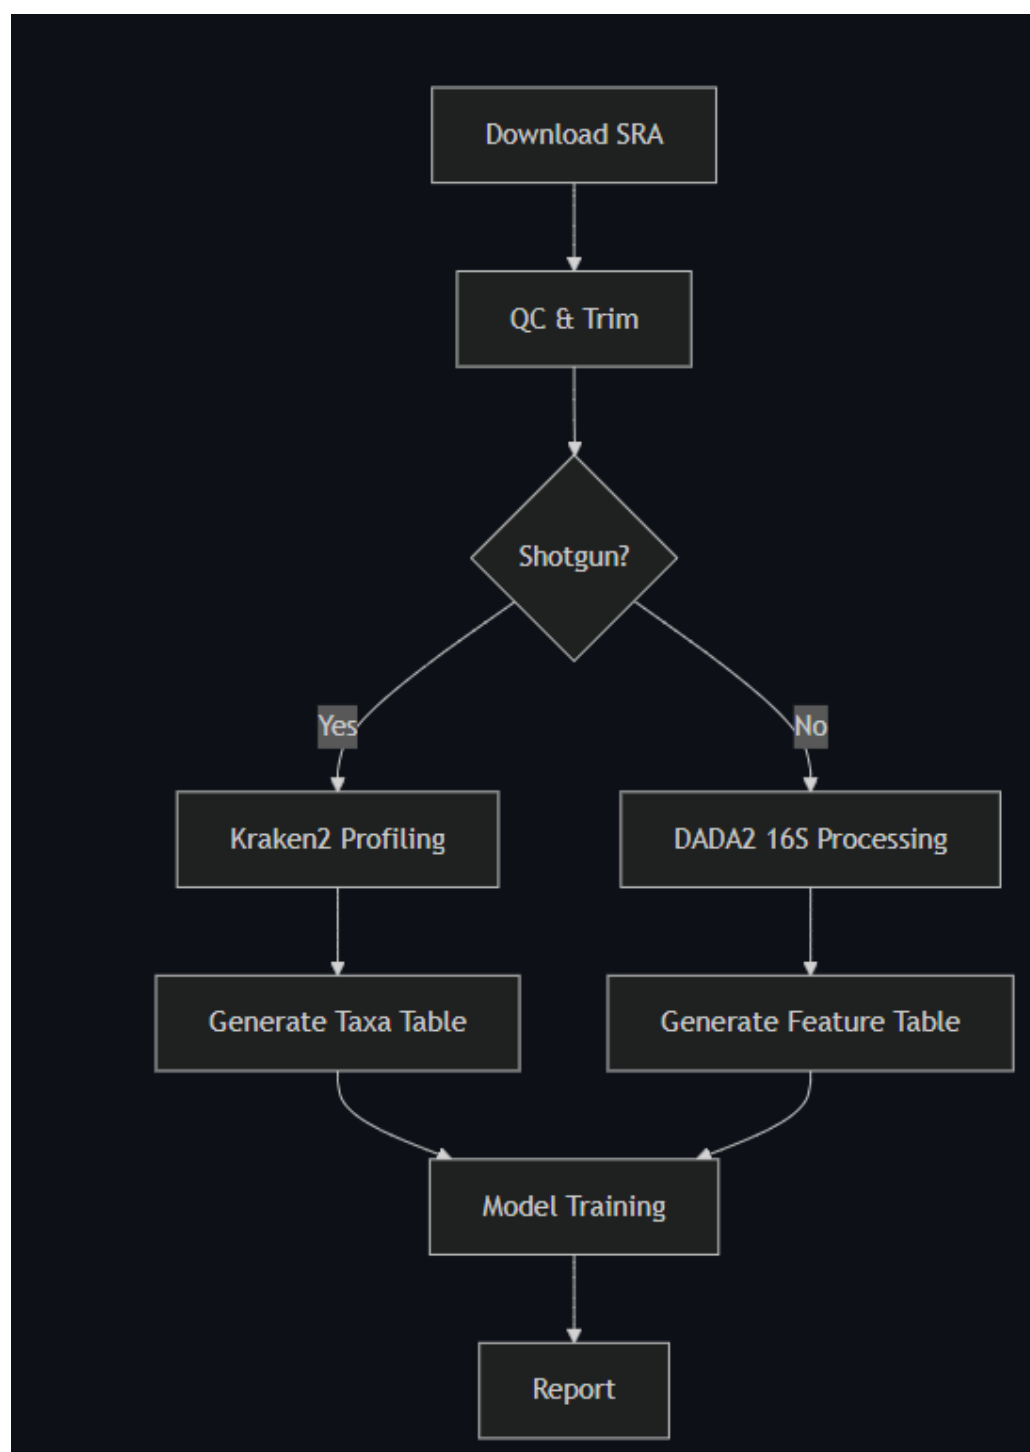 Download SRA
QC & Trim
Shotgun?
Yes
No
Kraken2 Profiling
DADA2 16S Processing
Generate Taxa Table
Generate Feature Table
Model Training
Report